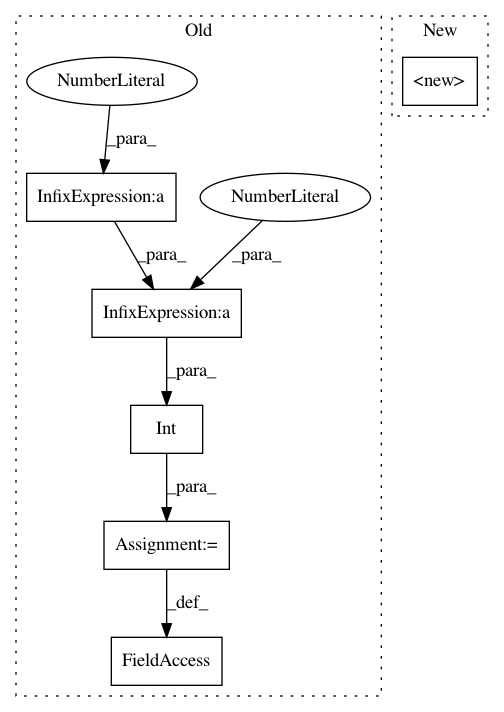 Old
New
NumberLiteral
<new>
_para_
InfixExpression:a
NumberLiteral
_para_
_para_
InfixExpression:a
_para_
Int
_para_
Assignment:=
_def_
FieldAccess